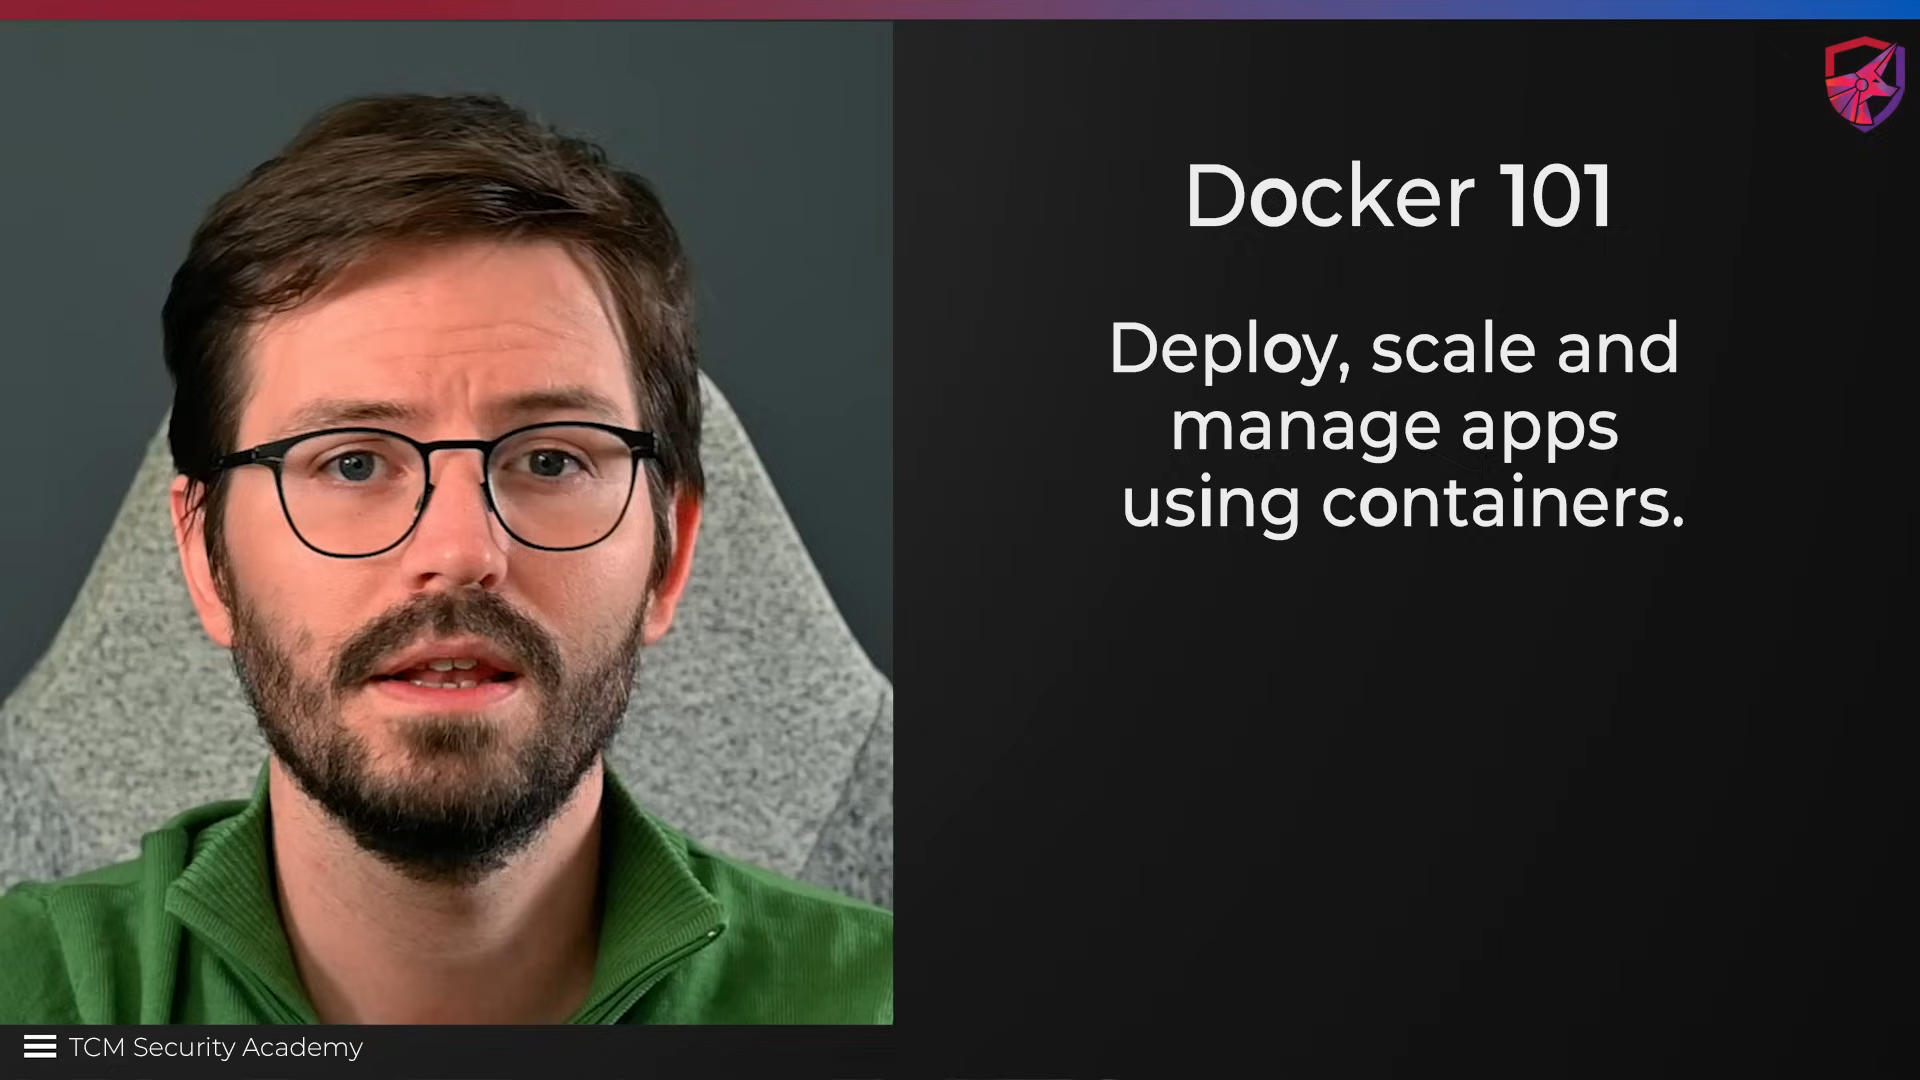 Docker 101
Deploy, scale and
manage apps
using containers.
TCM Security Academy